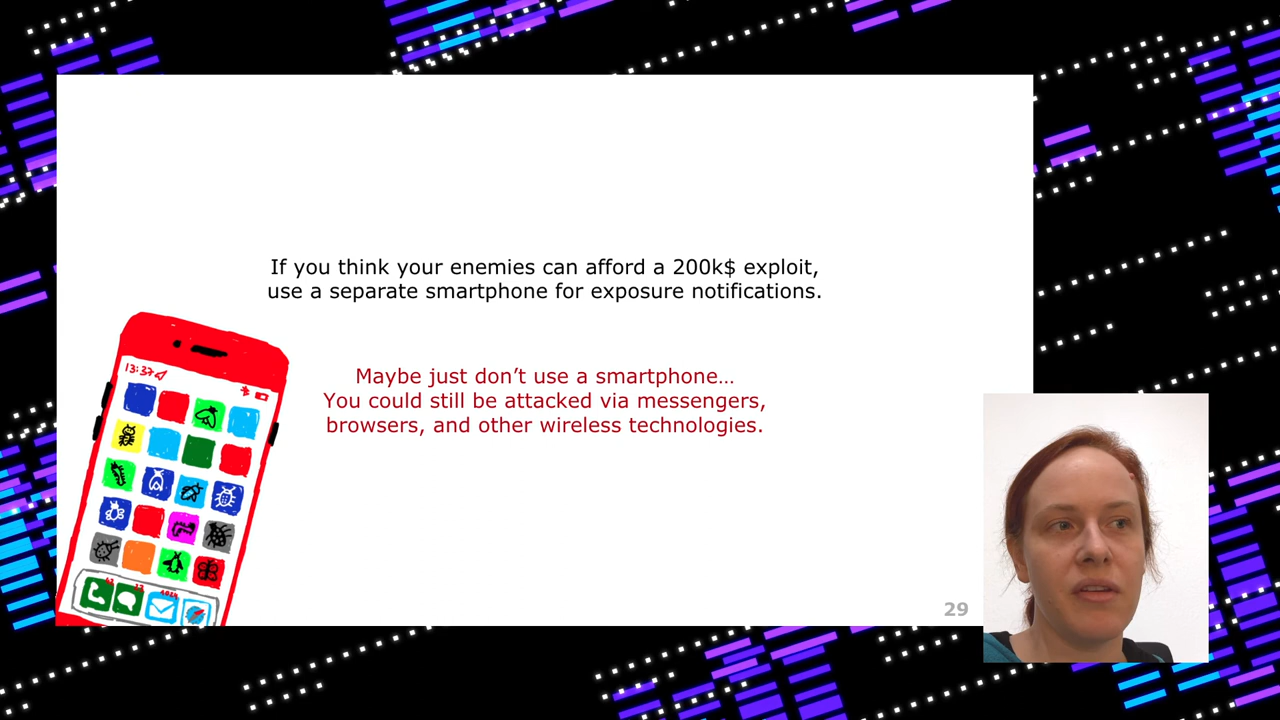 If you think your enemies can afford a 200k$ exploit,
use a separate smartphone for exposure notifications.
13:37
Maybe just don’t use a smartphone…
You could still be attacked via messengers,
browsers, and other wireless technologies.
29